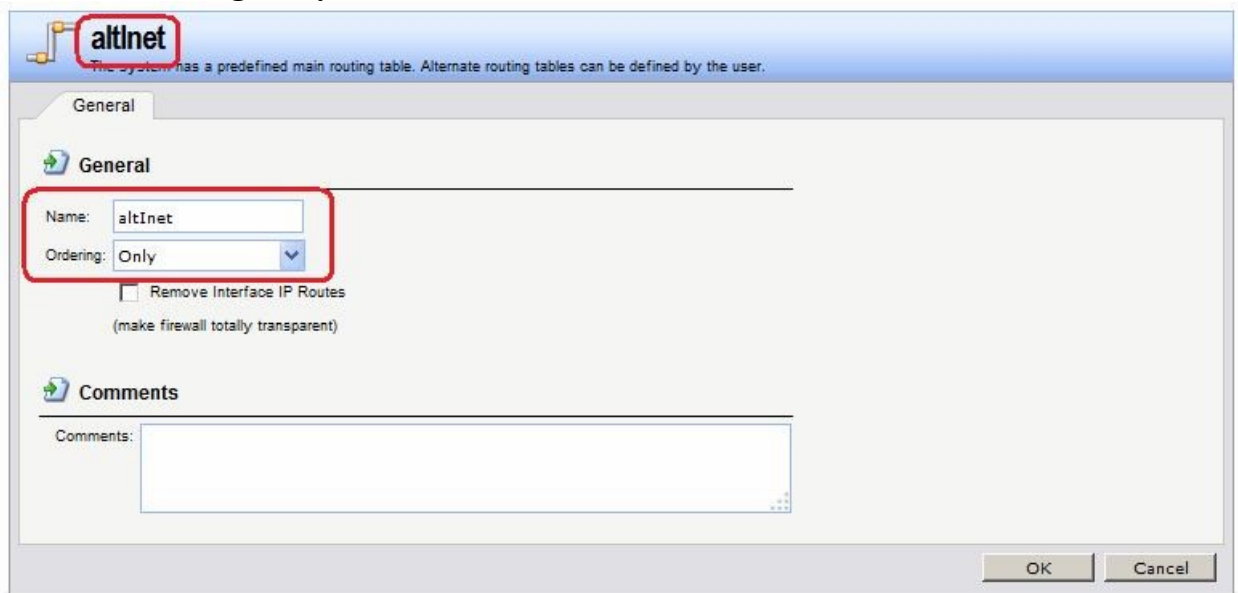 altInet
The system has a predefined main routing table. Alternate routing tables can be defined by the user.
General
General
Name: altInet
Ordering: Only
Remove Interface IP Routes
(make firewall totally transparent)
Comments
Comments:
OK Cancel